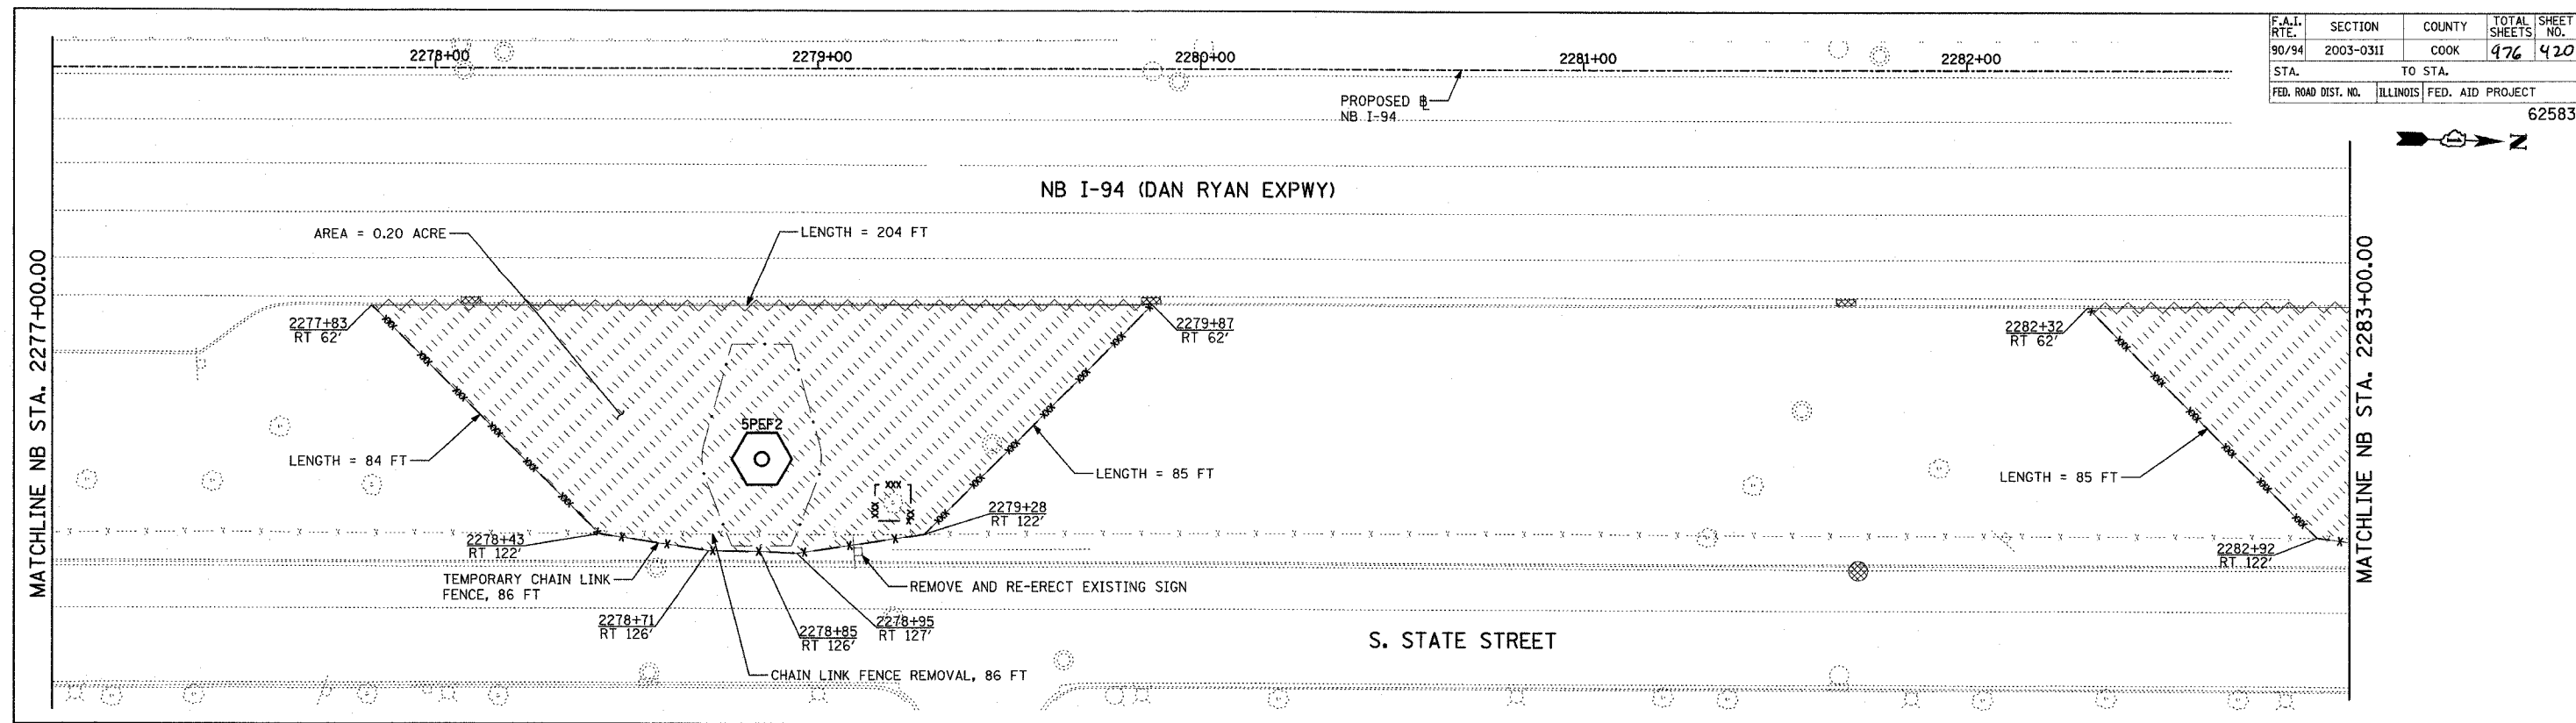 F.A.I. RTE. SECTION COUNTY TOTAL SHEETS SHEET NO.
90/94 2003-031I COOK 976 420
STA. TO STA.
FED. ROAD DIST. NO. ILLINOIS FED. AID PROJECT
62583
N
2278+00 2279+00 2280+00 2281+00 2282+00
PROPOSED
NB I-94
NB I-94 (DAN RYAN EXPWY)
AREA = 0.20 ACRE
LENGTH = 204 FT
MATCHLINE NB STA. 2277+00.00
MATCHLINE NB STA. 2283+00.00
2277+83
RT 62'
2279+87
RT 62'
2282+32
RT 62'
5PEF2
LENGTH = 84 FT
LENGTH = 85 FT
LENGTH = 85 FT
2279+28
RT 122'
2278+43
RT 122'
2282+92
RT 122'
TEMPORARY CHAIN LINK
FENCE, 86 FT
REMOVE AND RE-ERECT EXISTING SIGN
2278+71
RT 126'
2278+85
RT 126'
2278+95
RT 127'
S. STATE STREET
CHAIN LINK FENCE REMOVAL, 86 FT